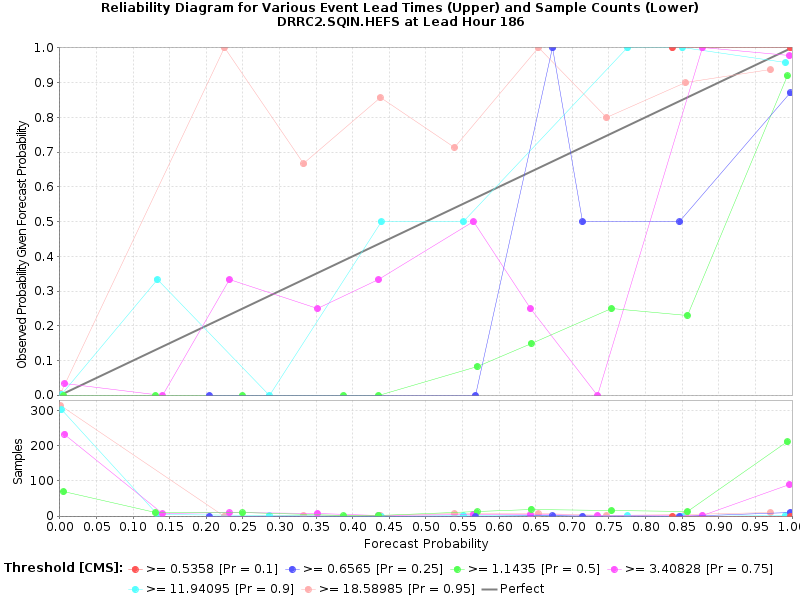 Reliability Diagram for Various Event Lead Times (Upper) and Sample Counts (Lower)
DRRC2.SQIN.HEFS at Lead Hour 186
Observed Probability Given Forecast Probability
1.0
0.9
0.8
0.7
0.6
0.5
0.4
0.3
0.2
0.1
0.0
Samples
300
200
100
0
0.00 0.05 0.10 0.15 0.20 0.25 0.30 0.35 0.40 0.45 0.50 0.55 0.60 0.65 0.70 0.75 0.80 0.85 0.90 0.95 1.0
Forecast Probability
Threshold [CMS]: >= 0.5358 [Pr = 0.1] >= 0.6565 [Pr = 0.25] >= 1.1435 [Pr = 0.5] >= 3.40828 [Pr = 0.75]
>= 11.94095 [Pr = 0.9] >= 18.58985 [Pr = 0.95] Perfect